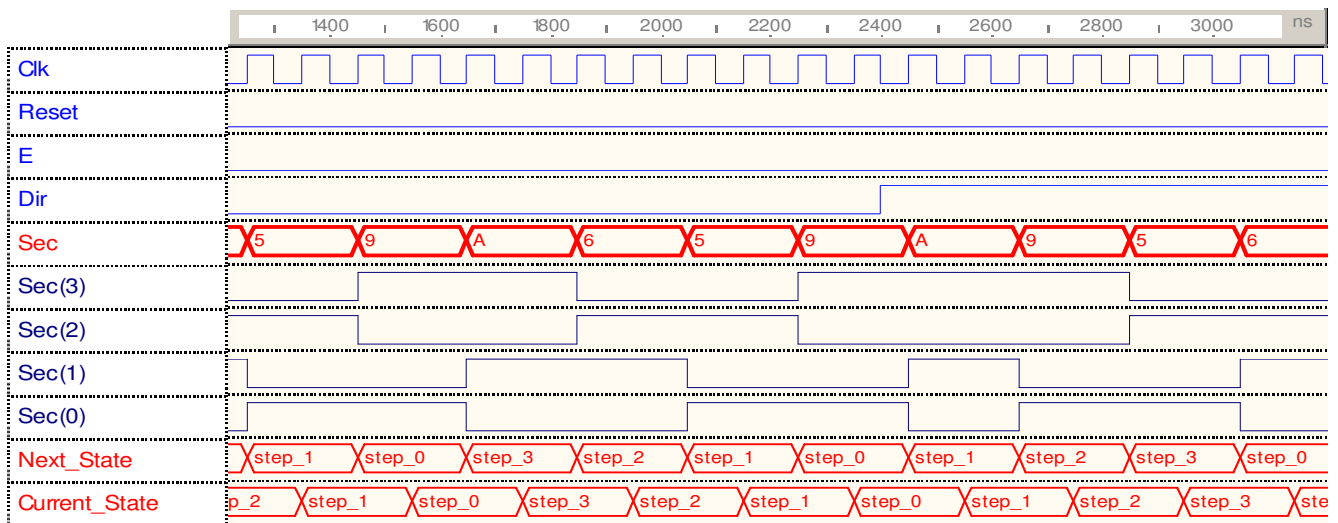 1400 1600 1800 2000 2200 2400 2600 2800 3000 ns
Clk
Reset
E
Dir
Sec 5 9 A 6 5 9 A 9 5 6
Sec(3)
Sec(2)
Sec(1)
Sec(0)
Next_State step_1 step_0 step_3 step_2 step_1 step_0 step_1 step_2 step_3 step_0
Current_State p_2 step_1 step_0 step_3 step_2 step_1 step_0 step_1 step_2 step_3 ste